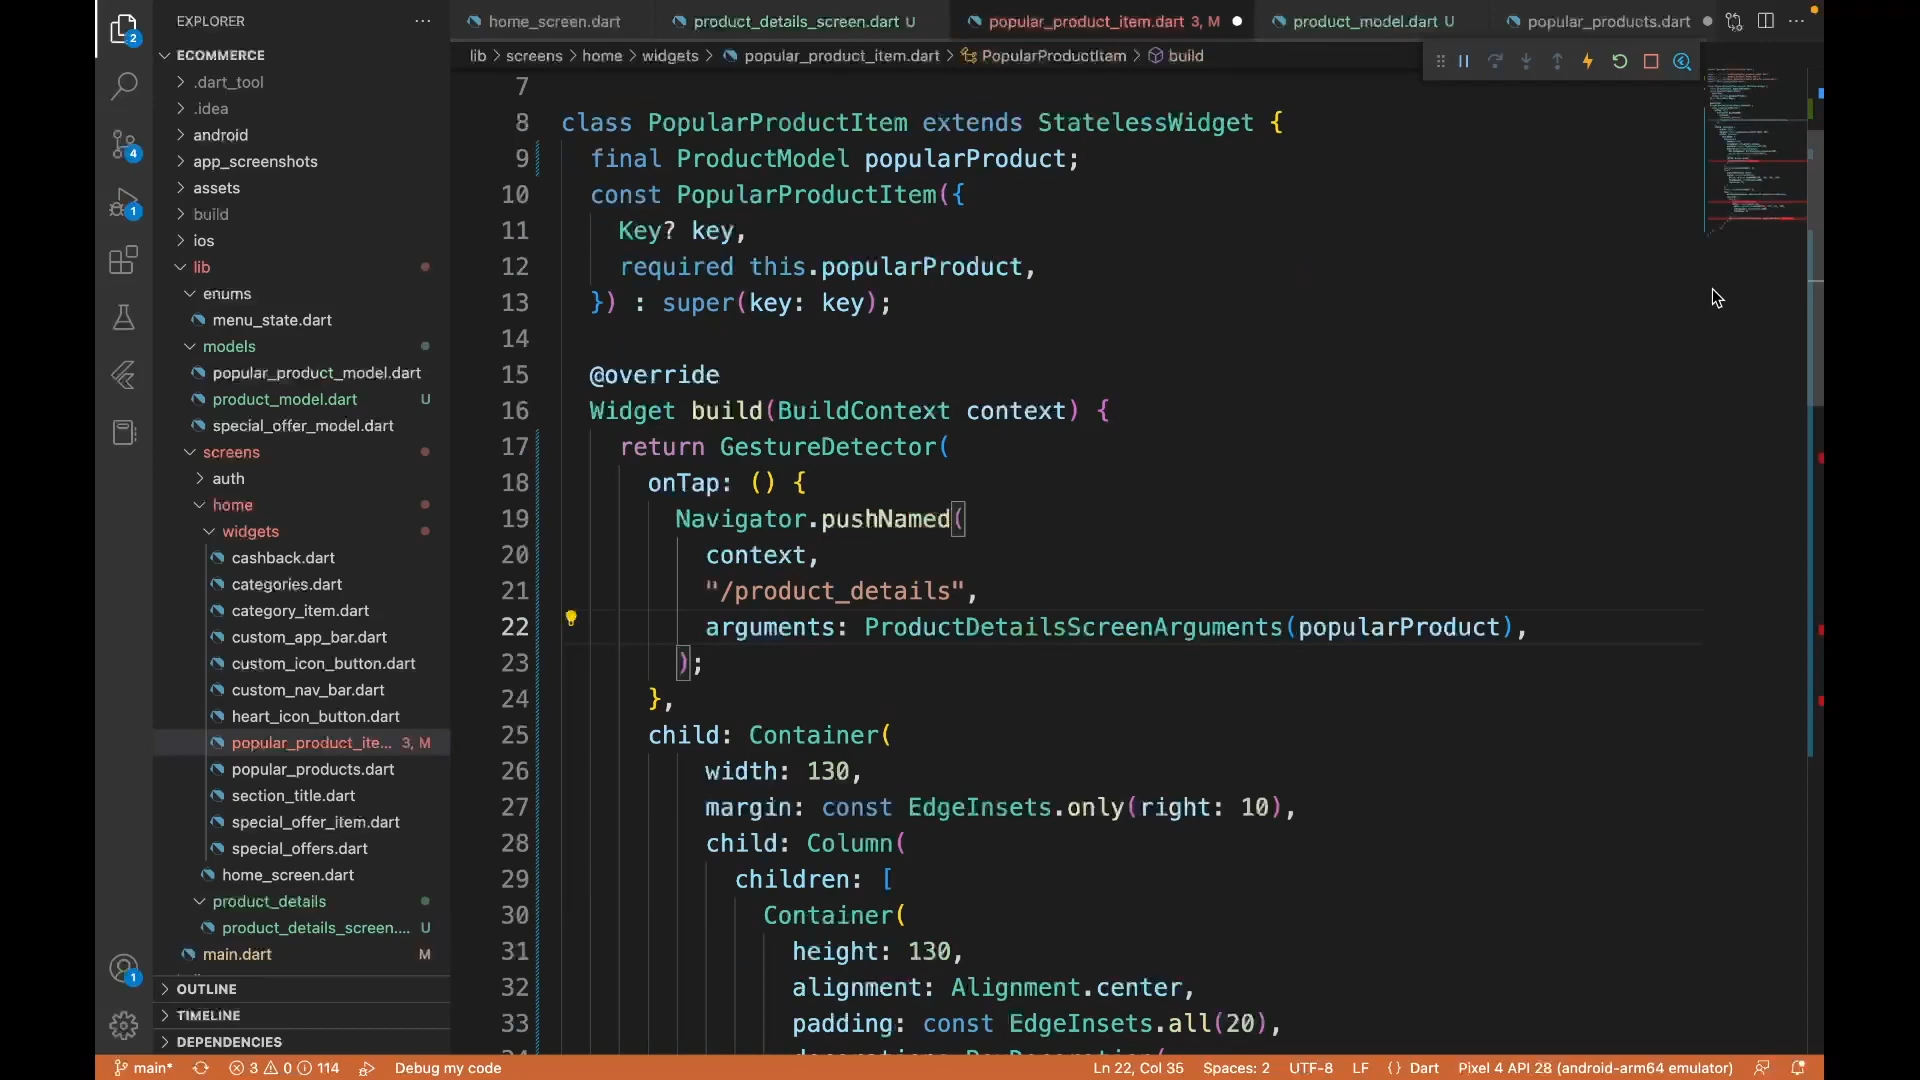 EXPLORER
home_screen.dart
product_details_screen.dart U
popular_product_item.dart 3, M
product_model.dart U
popular_products.dart
lib > screens > home > widgets > popular_product_item.dart > PopularProductItem > build
2
4
1
1
ECOMMERCE
.dart_tool
.idea
android
app_screenshots
assets
build
ios
lib
enums
menu_state.dart
models
popular_product_model.dart
product_model.dart U
special_offer_model.dart
screens
auth
home
widgets
cashback.dart
categories.dart
category_item.dart
custom_app_bar.dart
custom_icon_button.dart
custom_nav_bar.dart
heart_icon_button.dart
popular_product_ite... 3, M
popular_products.dart
section_title.dart
special_offer_item.dart
special_offers.dart
home_screen.dart
product_details
product_details_screen.... U
main.dart M
OUTLINE
TIMELINE
DEPENDENCIES
7
8 class PopularProductItem extends StatelessWidget {
9 final ProductModel popularProduct;
10 const PopularProductItem({
11 Key? key,
12 required this.popularProduct,
13 }) : super(key: key);
14
15 @override
16 Widget build(BuildContext context) {
17 return GestureDetector(
18 onTap: () {
19 Navigator.pushNamed(
20 context,
21 "/product_details",
22 arguments: ProductDetailsScreenArguments(popularProduct),
23 );
24 },
25 child: Container(
26 width: 130,
27 margin: const EdgeInsets.only(right: 10),
28 child: Column(
29 children: [
30 Container(
31 height: 130,
32 alignment: Alignment.center,
33 padding: const EdgeInsets.all(20),
main* 3 0 114 Debug my code Ln 22, Col 35 Spaces: 2 UTF-8 LF { } Dart Pixel 4 API 28 (android-arm64 emulator)